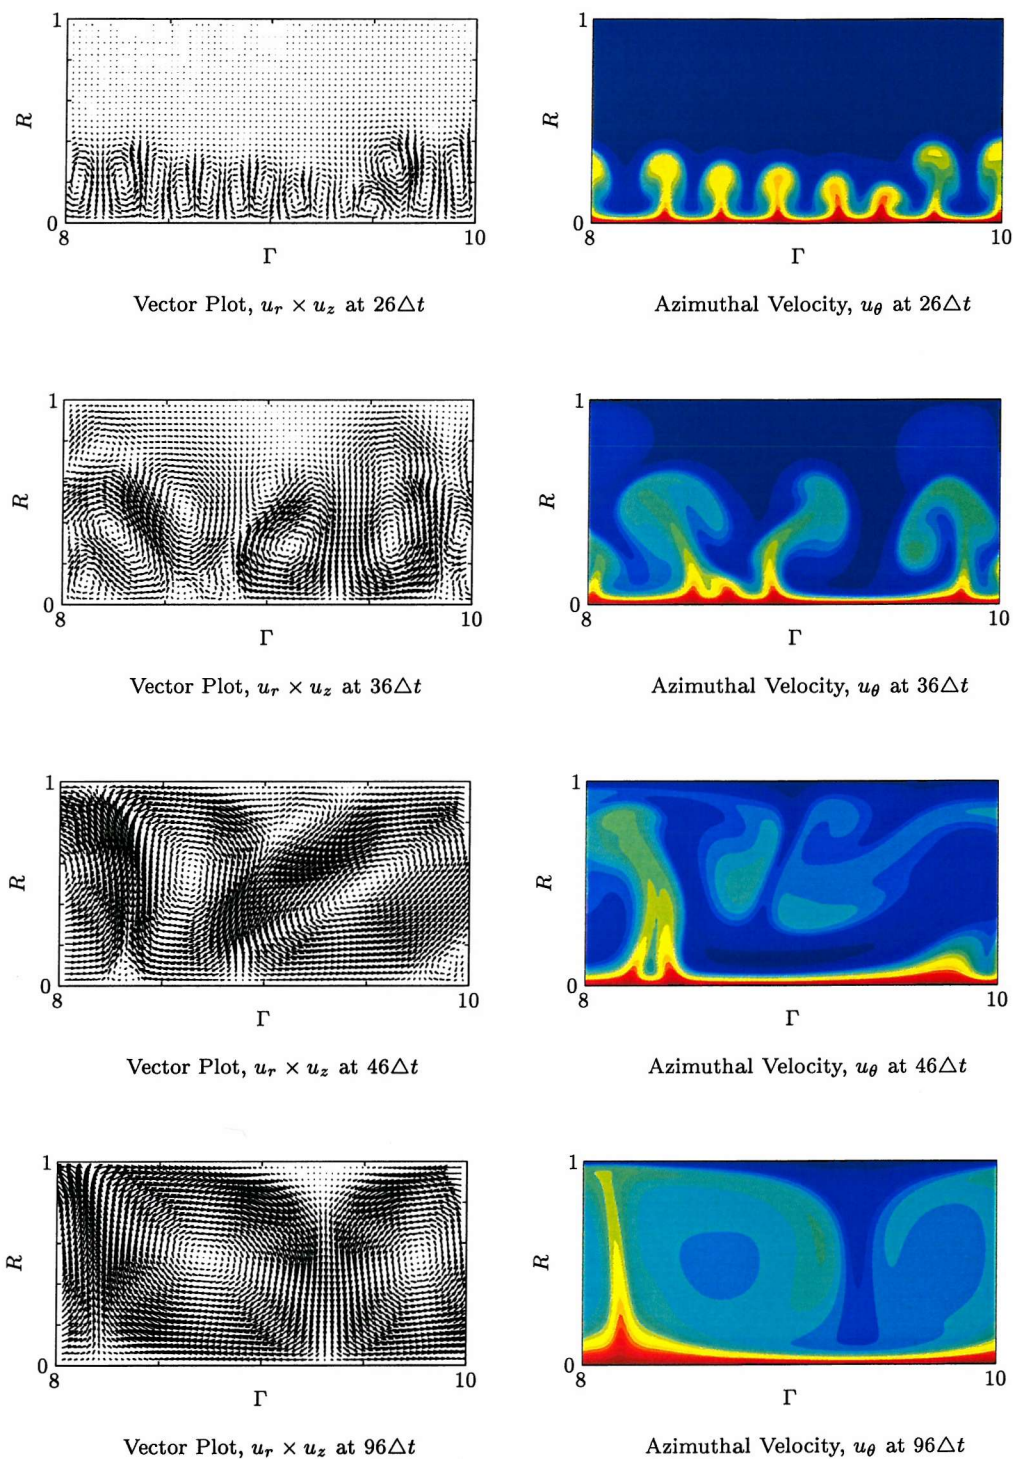 1
R
0
8
10
Γ
Vector Plot, u_r × u_z at 26△t
1
R
0
8
10
Γ
Azimuthal Velocity, u_θ at 26△t
1
R
0
8
10
Γ
Vector Plot, u_r × u_z at 36△t
1
R
0
8
10
Γ
Azimuthal Velocity, u_θ at 36△t
1
R
0
8
10
Γ
Vector Plot, u_r × u_z at 46△t
1
R
0
8
10
Γ
Azimuthal Velocity, u_θ at 46△t
1
R
0
8
10
Γ
Vector Plot, u_r × u_z at 96△t
1
R
0
8
10
Γ
Azimuthal Velocity, u_θ at 96△t